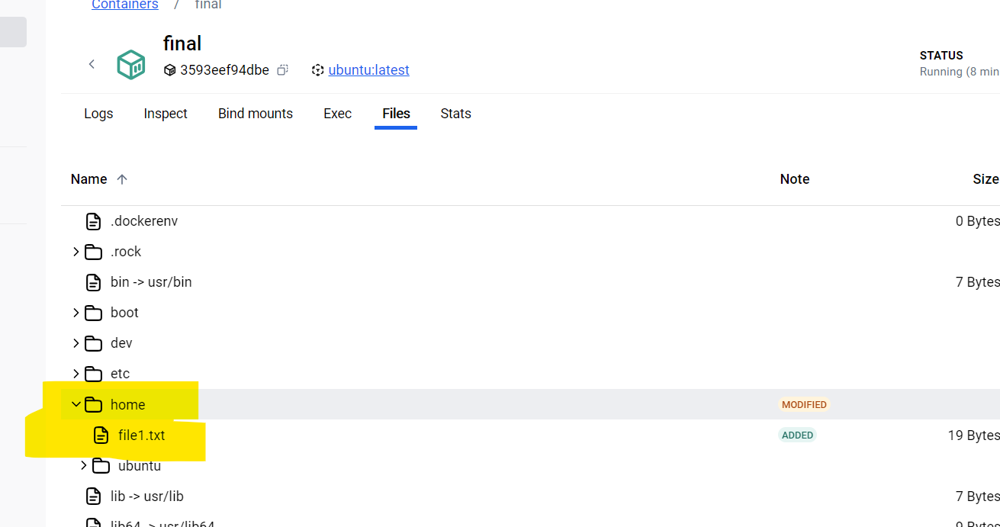 Containers / final
final
3593eef94dbe ubuntu:latest
STATUS
Running (8 min
Logs Inspect Bind mounts Exec Files Stats
Name Note Size
.dockerenv 0 Bytes
.rock
bin -> usr/bin 7 Bytes
boot
dev
etc
home MODIFIED
file1.txt ADDED 19 Bytes
ubuntu
lib -> usr/lib 7 Bytes
lib64 -> usr/lib64 9 Bytes